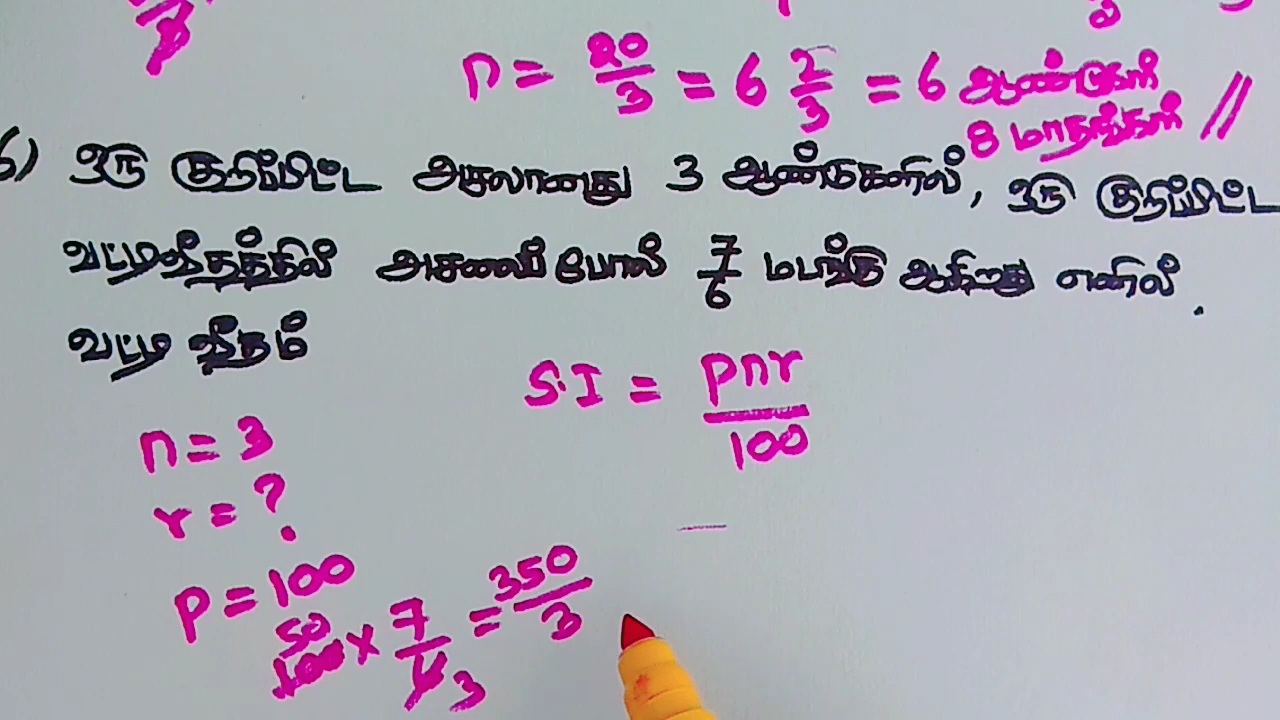 n = 20/3 = 6 2/3 = 6 ஆண்டுகள்
8 மாதங்கள் //
6) ஒரு குறிப்பிட்ட அசலானது 3 ஆண்டுகளில், ஒரு குறிப்பிட்ட
வட்டிவீதத்தில் அசலைப் போல் 7/6 மடங்கு ஆகிறது எனில்
வட்டி வீதம்
S.I = pnr/100
n = 3
r = ?
P = 100
50
100 × 7/6 = 350/3
3